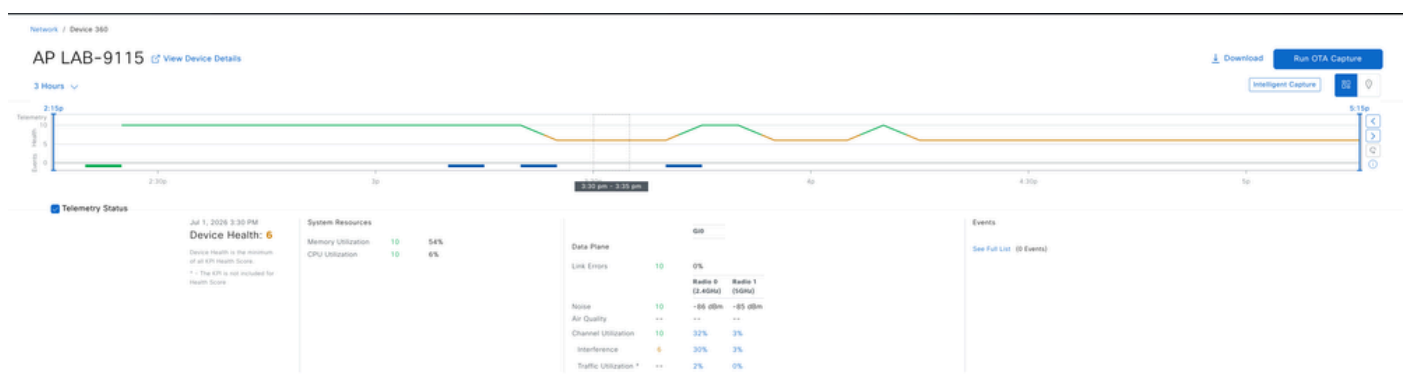 Network / Device 360
AP LAB-9115 View Device Details
Download Run OTA Capture
3 Hours
Intelligent Capture
2:15p 5:15p
Telemetry
Health
Events
10
5
0
2:30p 3p 4p 4:30p 5p
3:30 pm - 3:35 pm
Telemetry Status
Jul 1, 2026 3:30 PM
Device Health: 6
Device Health is the minimum
of all KPI Health Score.
* - The KPI is not included for
Health Score
System Resources
Memory Utilization 10 54%
CPU Utilization 10 6%
Data Plane
Gi0
Link Errors 10 0%
Radio 0 (2.4GHz) Radio 1 (5GHz)
Noise 10 -86 dBm -85 dBm
Air Quality -- -- --
Channel Utilization 10 32% 3%
Interference 6 30% 3%
Traffic Utilization * -- 2% 0%
Events
See Full List (0 Events)